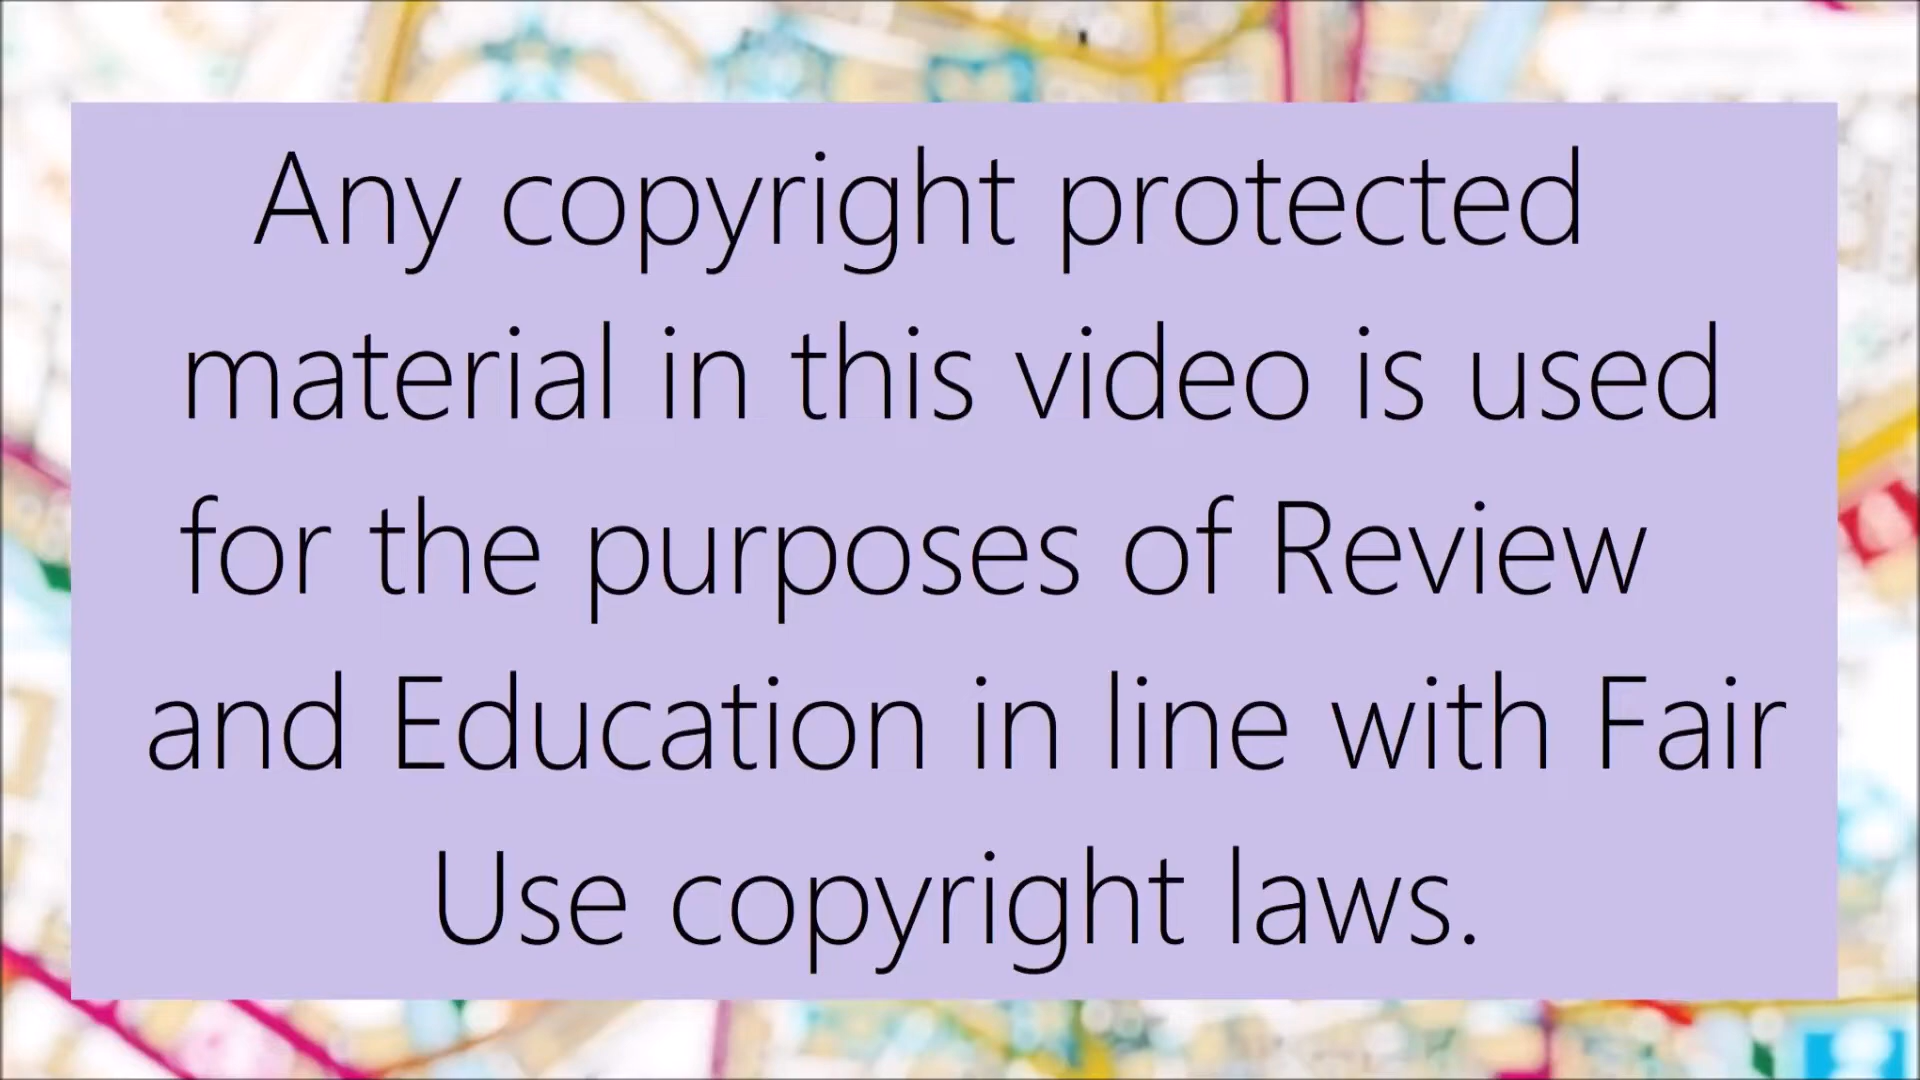 Any copyright protected
material in this video is used
for the purposes of Review
and Education in line with Fair
Use copyright laws.